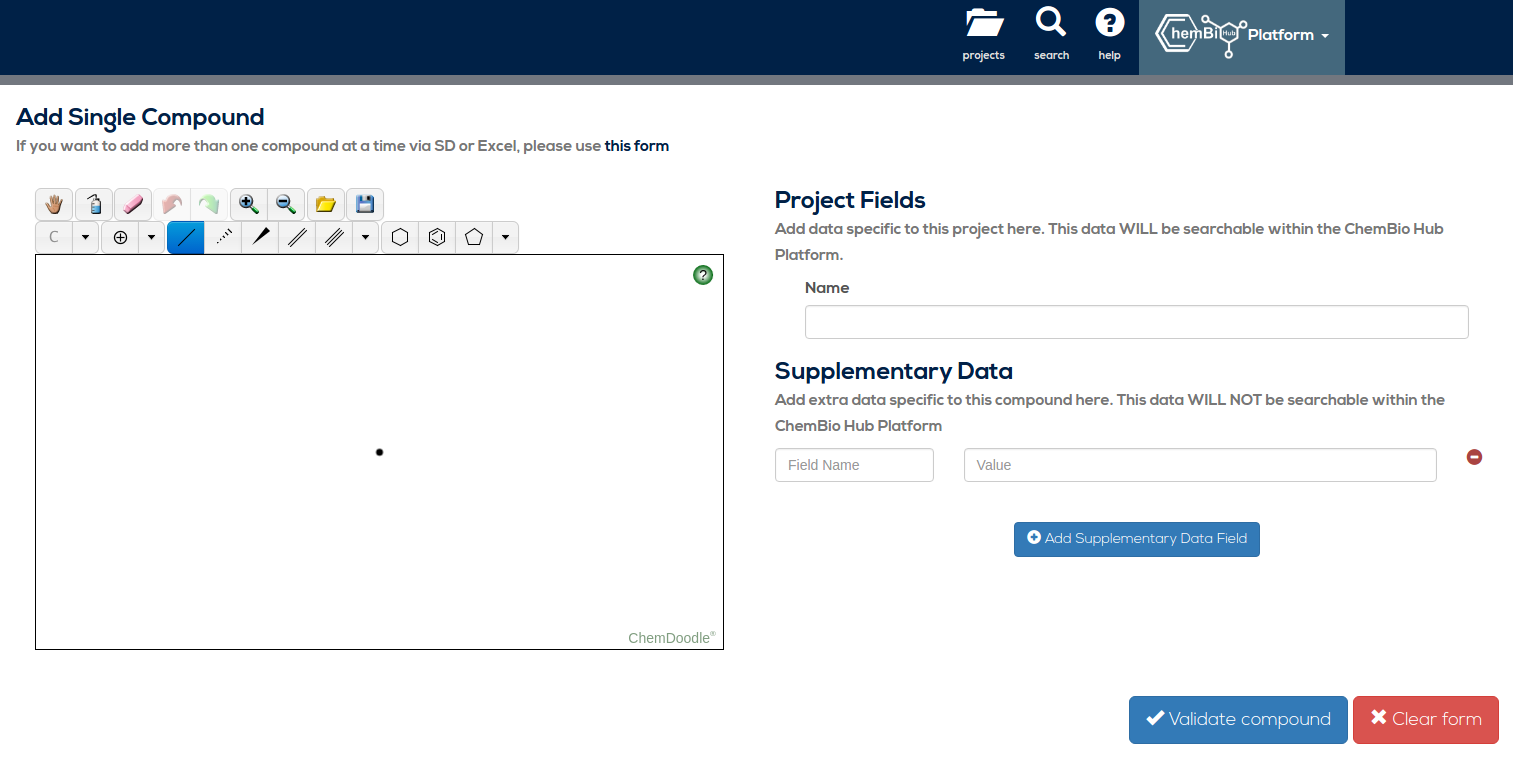 projects
search
help
hemBi Hub Platform
Add Single Compound
If you want to add more than one compound at a time via SD or Excel, please use this form
C
?
ChemDoodle®
Project Fields
Add data specific to this project here. This data WILL be searchable within the ChemBio Hub
Platform.
Name
Supplementary Data
Add extra data specific to this compound here. This data WILL NOT be searchable within the
ChemBio Hub Platform
Field Name
Value
Add Supplementary Data Field
Validate compound
Clear form